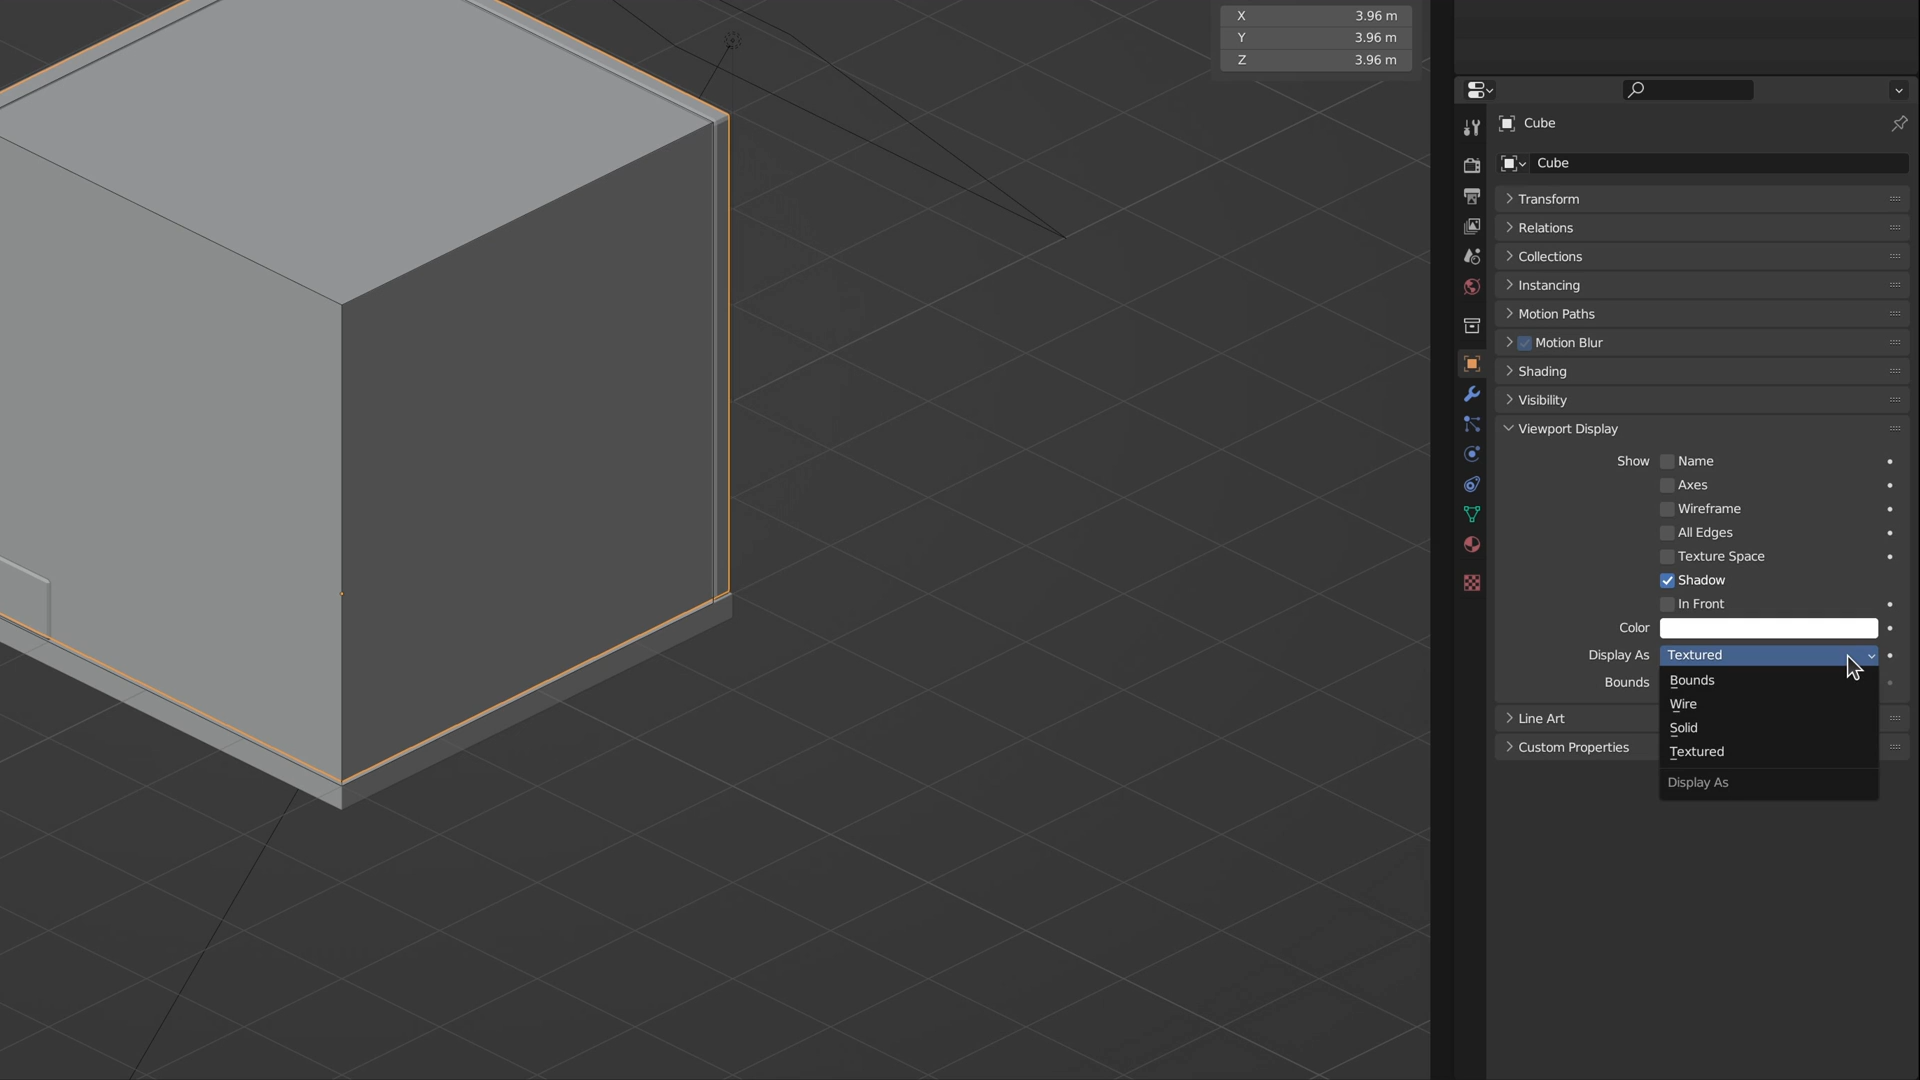 X 3.96 m
Y 3.96 m
Z 3.96 m
Cube
Cube
Transform
Relations
Collections
Instancing
Motion Paths
Motion Blur
Shading
Visibility
Viewport Display
Show Name
Axes
Wireframe
All Edges
Texture Space
Shadow
In Front
Color
Display As Textured
Bounds
Bounds
Wire
Solid
Textured
Display As
Line Art
Custom Properties